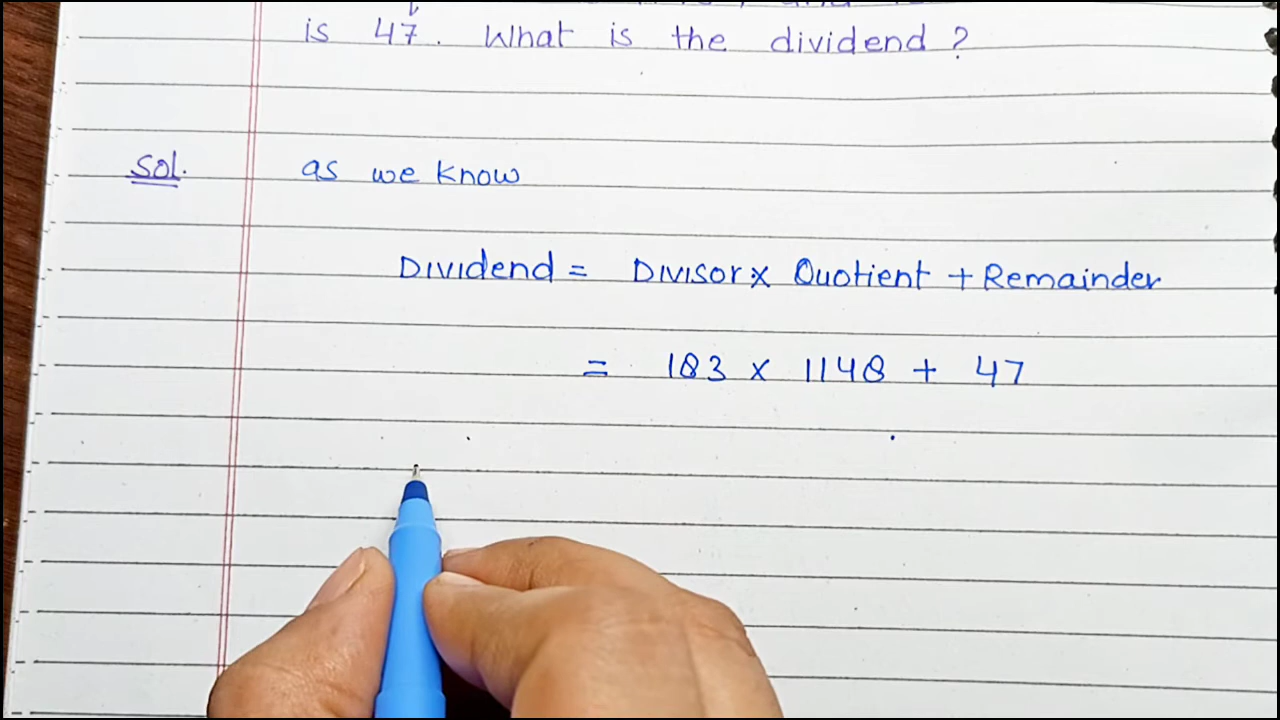 is 47. What is the dividend ?
Sol. as we know
Dividend = Divisor x Quotient + Remainder
= 183 x 1148 + 47